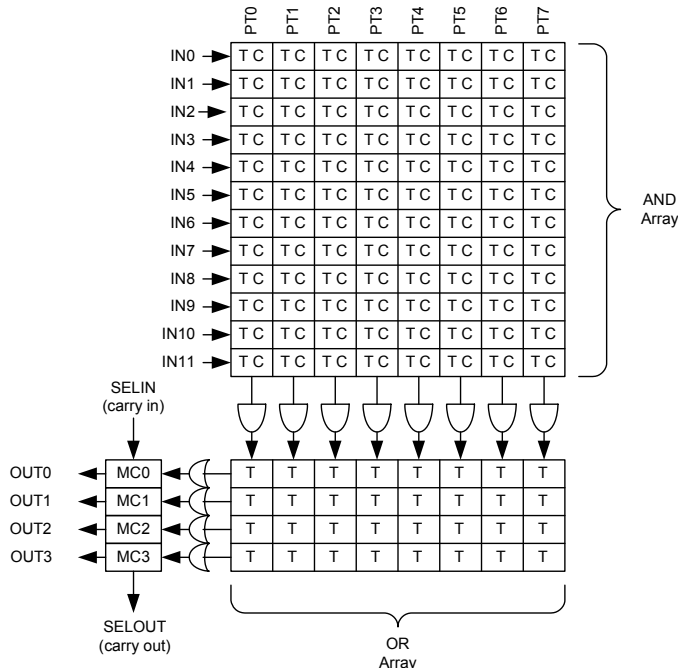 PT0 PT1 PT2 PT3 PT4 PT5 PT6 PT7
IN0 T C T C T C T C T C T C T C T C
IN1 T C T C T C T C T C T C T C T C
IN2 T C T C T C T C T C T C T C T C
IN3 T C T C T C T C T C T C T C T C
IN4 T C T C T C T C T C T C T C T C
IN5 T C T C T C T C T C T C T C T C
IN6 T C T C T C T C T C T C T C T C
IN7 T C T C T C T C T C T C T C T C
IN8 T C T C T C T C T C T C T C T C
IN9 T C T C T C T C T C T C T C T C
IN10 T C T C T C T C T C T C T C T C
IN11 T C T C T C T C T C T C T C T C
AND
Array
SELIN
(carry in)
OUT0 MC0 T T T T T T T T
OUT1 MC1 T T T T T T T T
OUT2 MC2 T T T T T T T T
OUT3 MC3 T T T T T T T T
SELOUT
(carry out)
OR
Array